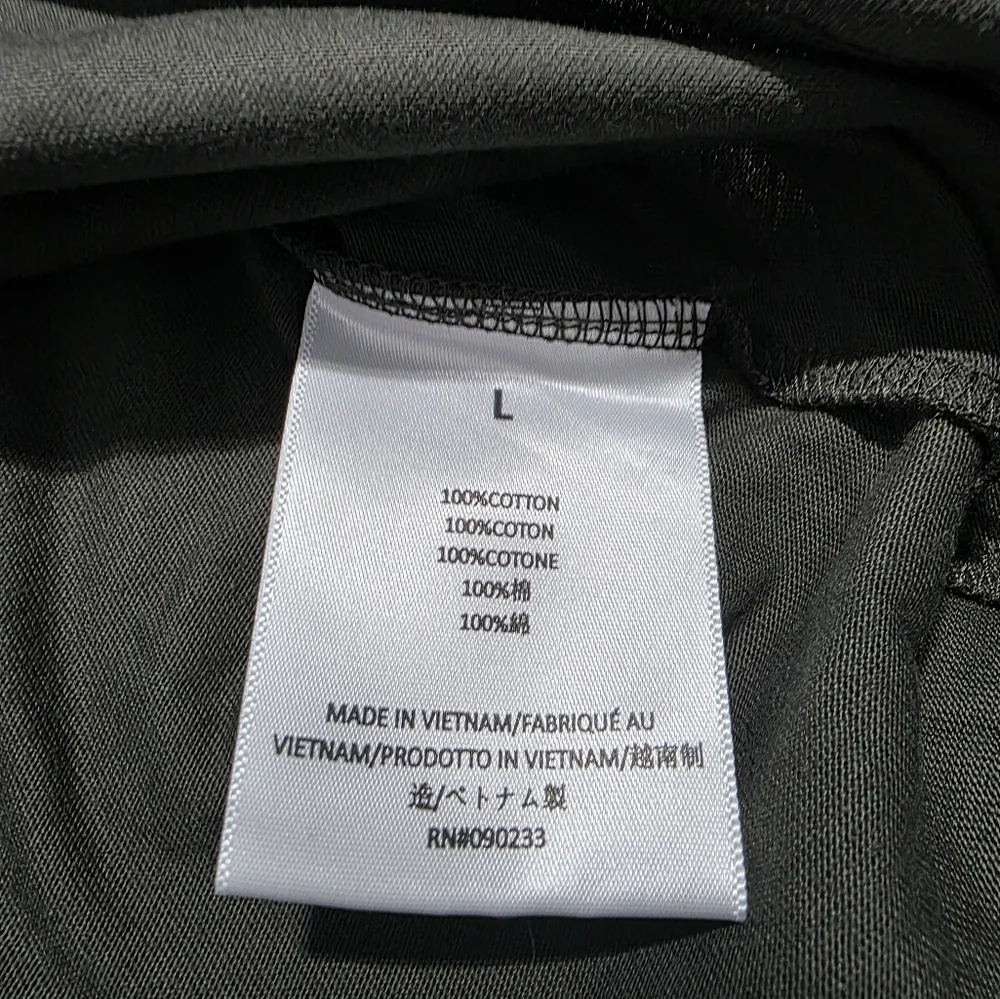 L
100%COTTON
100%COTON
100%COTONE
100%棉
100%綿
MADE IN VIETNAM/FABRIQUÉ AU
VIETNAM/PRODOTTO IN VIETNAM/越南制
造/ベトナム製
RN#090233